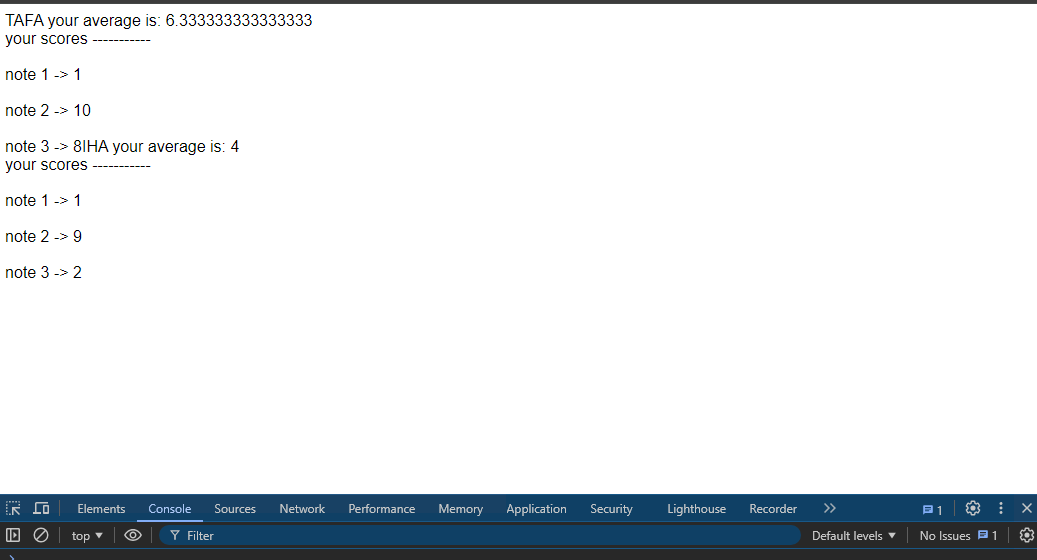 TAFA your average is: 6.333333333333333
your scores -----------
note 1 -> 1
note 2 -> 10
note 3 -> 8IHA your average is: 4
your scores -----------
note 1 -> 1
note 2 -> 9
note 3 -> 2
Elements Console Sources Network Performance Memory Application Security Lighthouse Recorder 1
top Filter Default levels No Issues 1